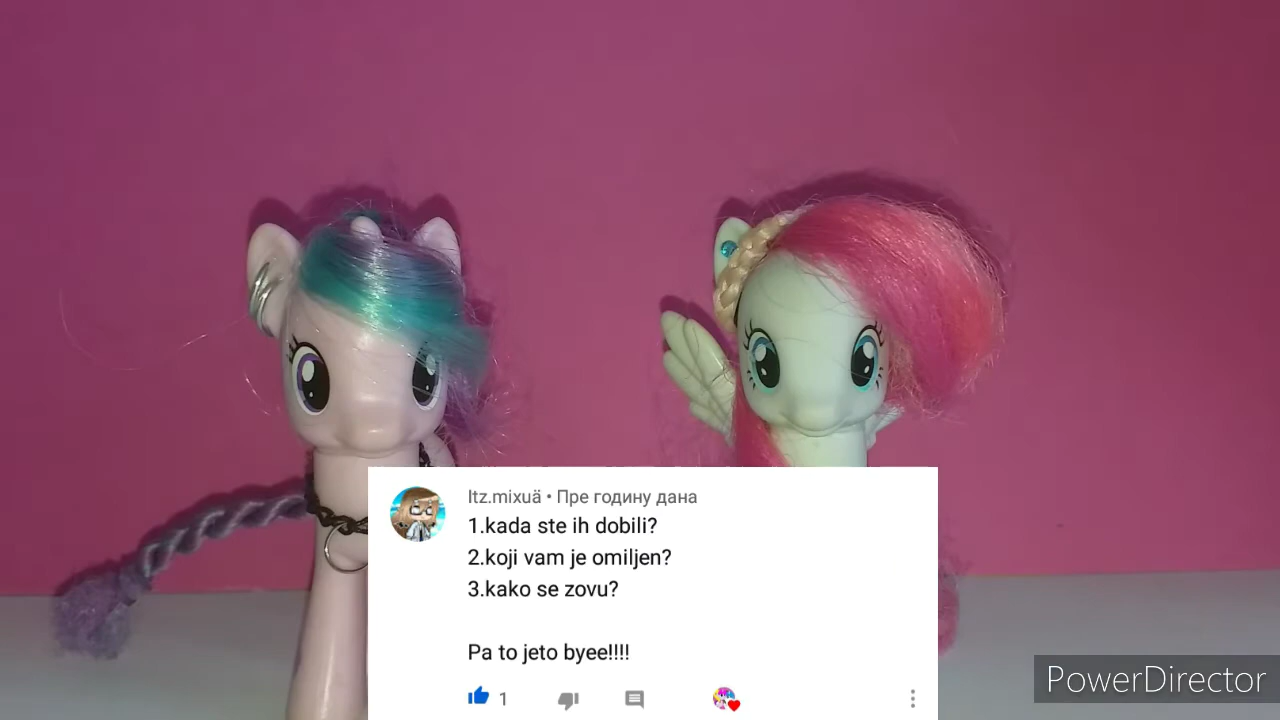 Itz.mixuä • Пре годину дана
1.kada ste ih dobili?
2.koji vam je omiljen?
3.kako se zovu?
Pa to jeto byee!!!!
1
PowerDirector